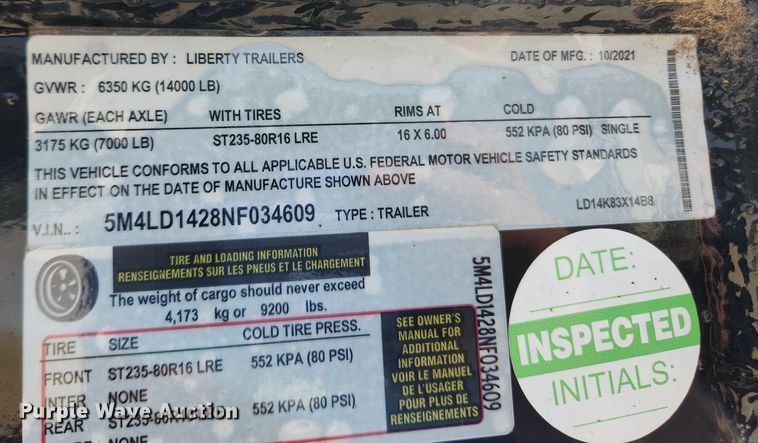 MANUFACTURED BY : LIBERTY TRAILERS DATE OF MFG. : 10/2021
GVWR : 6350 KG (14000 LB)
GAWR (EACH AXLE) WITH TIRES RIMS AT COLD
3175 KG (7000 LB) ST235-80R16 LRE 16 X 6.00 552 KPA (80 PSI) SINGLE
THIS VEHICLE CONFORMS TO ALL APPLICABLE U.S. FEDERAL MOTOR VEHICLE SAFETY STANDARDS
IN EFFECT ON THE DATE OF MANUFACTURE SHOWN ABOVE
LD14K83X14B8
V.I.N.. : 5M4LD1428NF034609 TYPE : TRAILER
TIRE AND LOADING INFORMATION
RENSEIGNEMENTS SUR LES PNEUS ET LE CHARGEMENT
The weight of cargo should never exceed
4,173 kg or 9200 lbs.
TIRE SIZE COLD TIRE PRESS.
FRONT ST235-80R16 LRE 552 KPA (80 PSI)
INTER NONE
REAR 552 KPA (80 PSI)
NONE
SEE OWNER'S
MANUAL FOR
ADDITIONAL
INFORMATION
VOIR LE MANUEL
DE L'USAGER
POUR PLUS DE
RENSEIGNEMENTS
5M4LD1428NF034609
DATE:
INSPECTED
INITIALS:
Purple Wave Auction